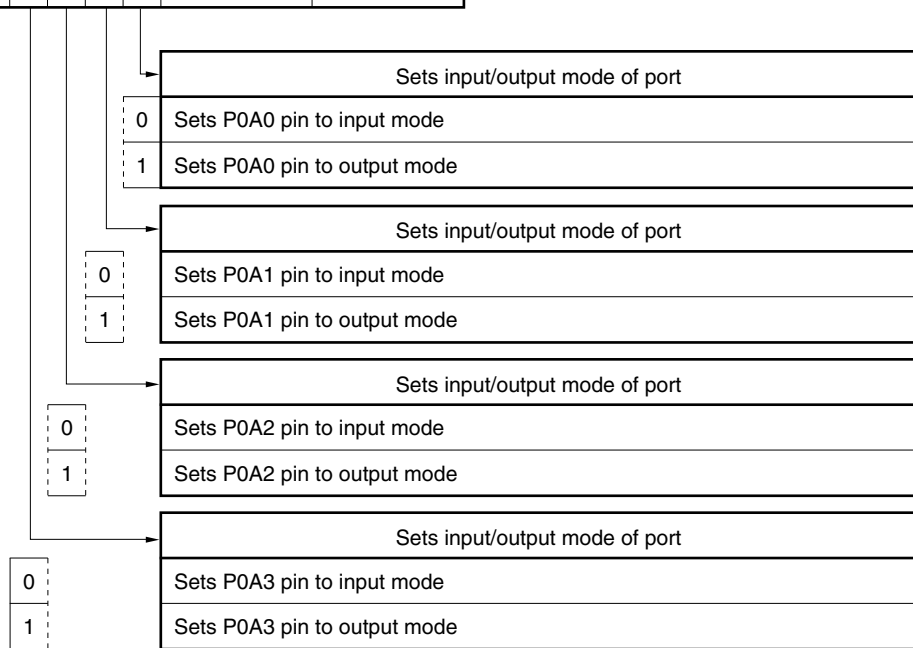 Sets input/output mode of port
0 Sets P0A0 pin to input mode
1 Sets P0A0 pin to output mode
Sets input/output mode of port
0 Sets P0A1 pin to input mode
1 Sets P0A1 pin to output mode
Sets input/output mode of port
0 Sets P0A2 pin to input mode
1 Sets P0A2 pin to output mode
Sets input/output mode of port
0 Sets P0A3 pin to input mode
1 Sets P0A3 pin to output mode